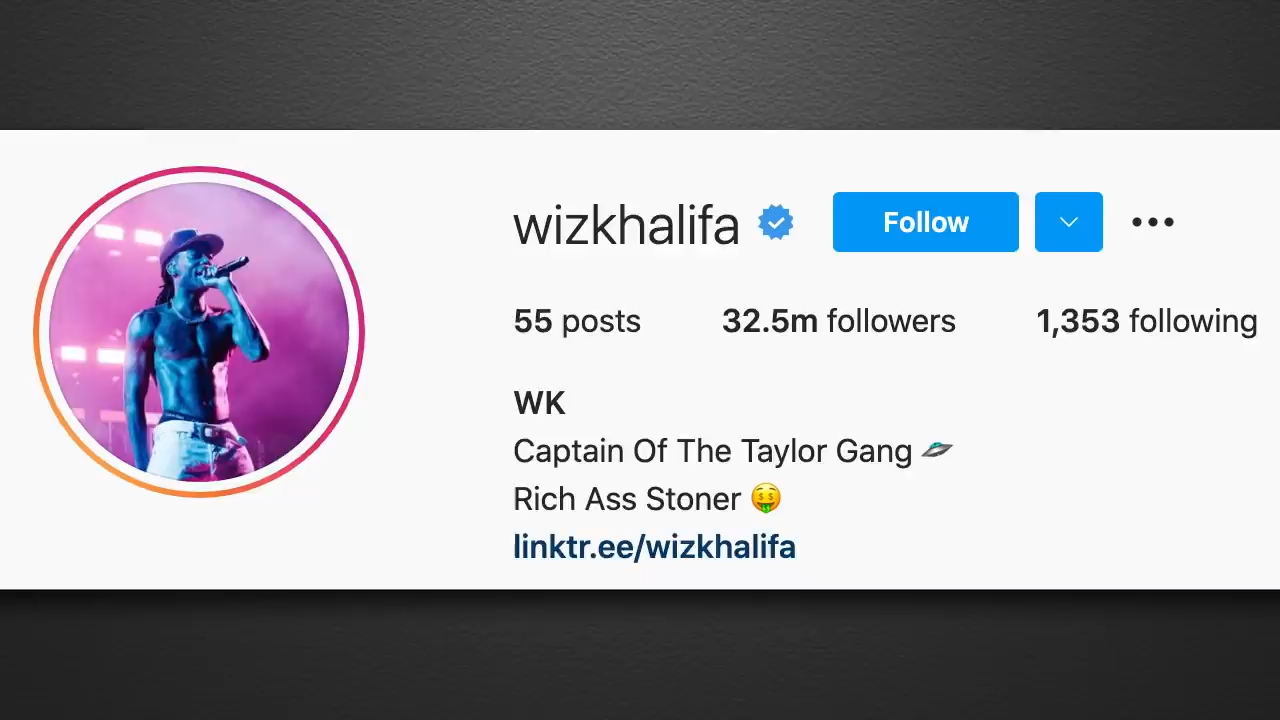 wizkhalifa Follow
55 posts 32.5m followers 1,353 following
WK
Captain Of The Taylor Gang 🛸
Rich Ass Stoner 🤑
linktr.ee/wizkhalifa